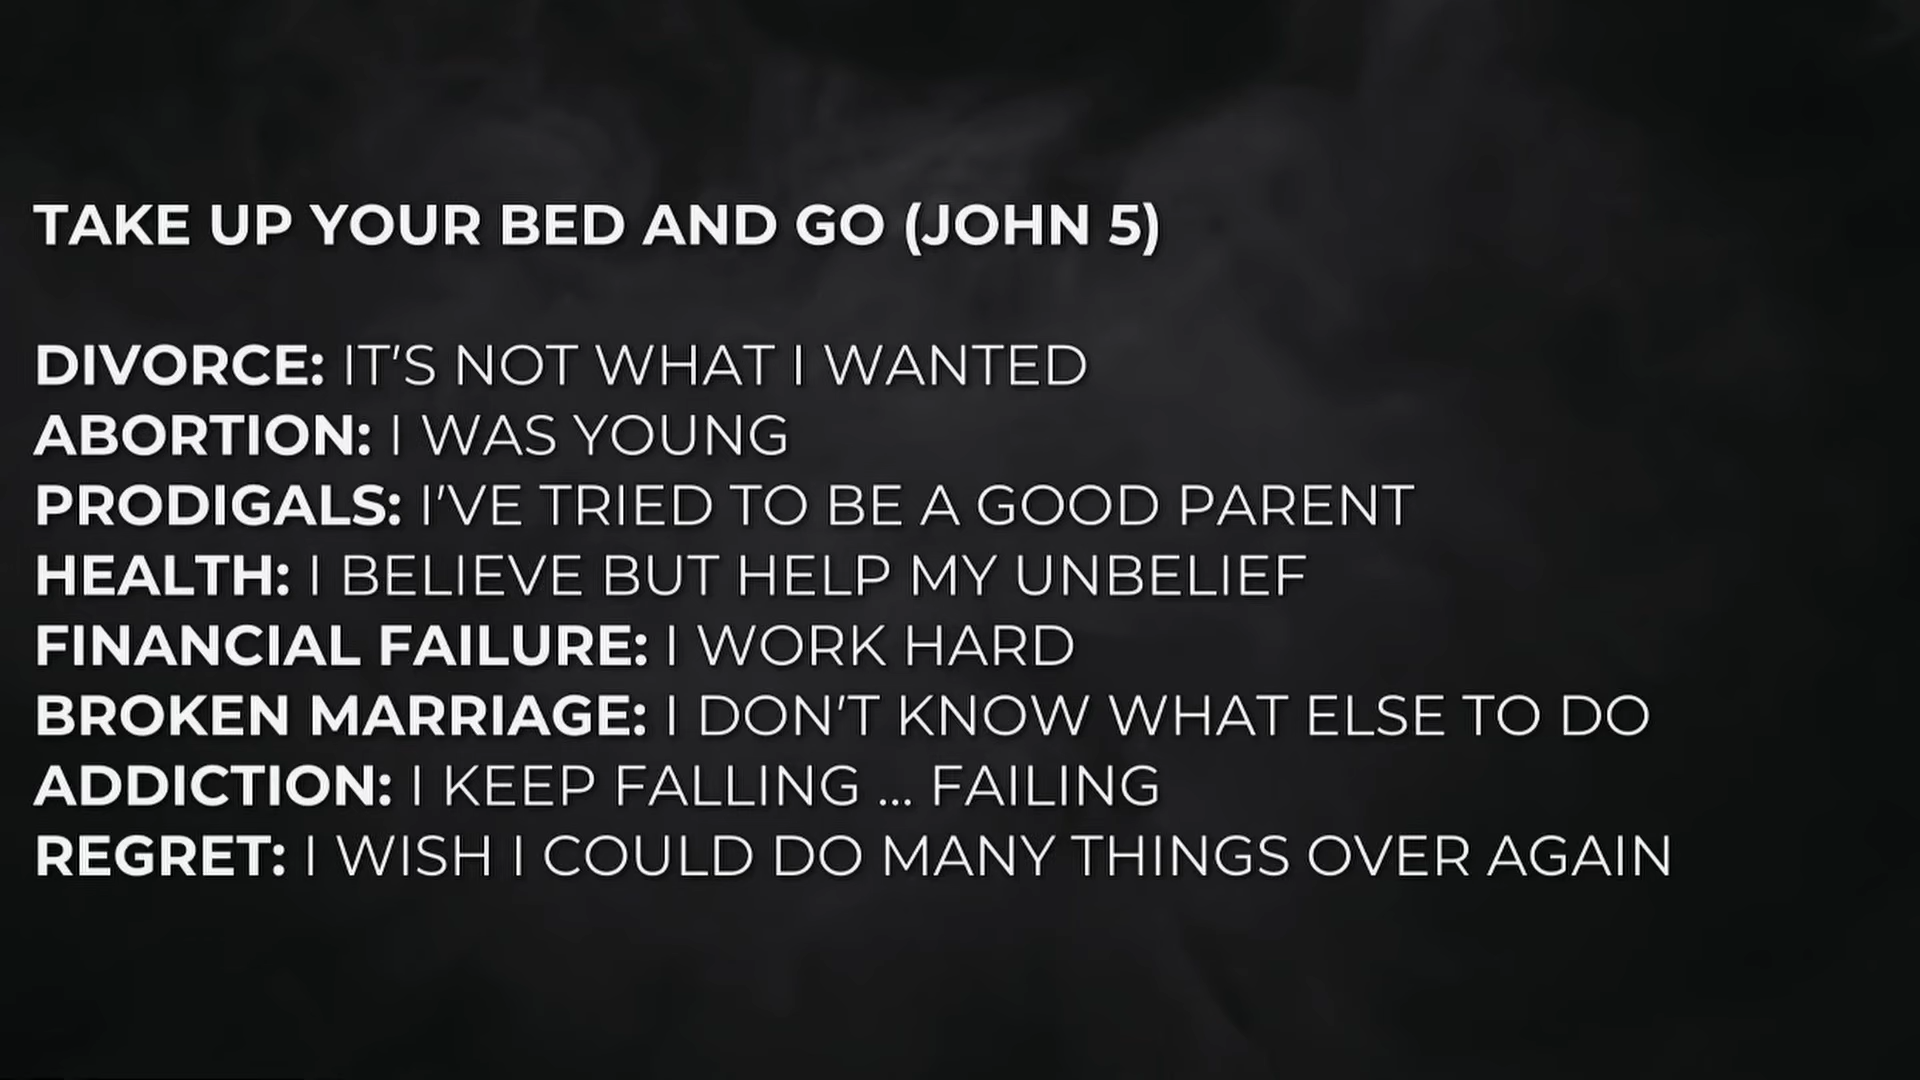 TAKE UP YOUR BED AND GO (JOHN 5)
DIVORCE: IT'S NOT WHAT I WANTED
ABORTION: I WAS YOUNG
PRODIGALS: I'VE TRIED TO BE A GOOD PARENT
HEALTH: I BELIEVE BUT HELP MY UNBELIEF
FINANCIAL FAILURE: I WORK HARD
BROKEN MARRIAGE: I DON'T KNOW WHAT ELSE TO DO
ADDICTION: I KEEP FALLING ... FAILING
REGRET: I WISH I COULD DO MANY THINGS OVER AGAIN